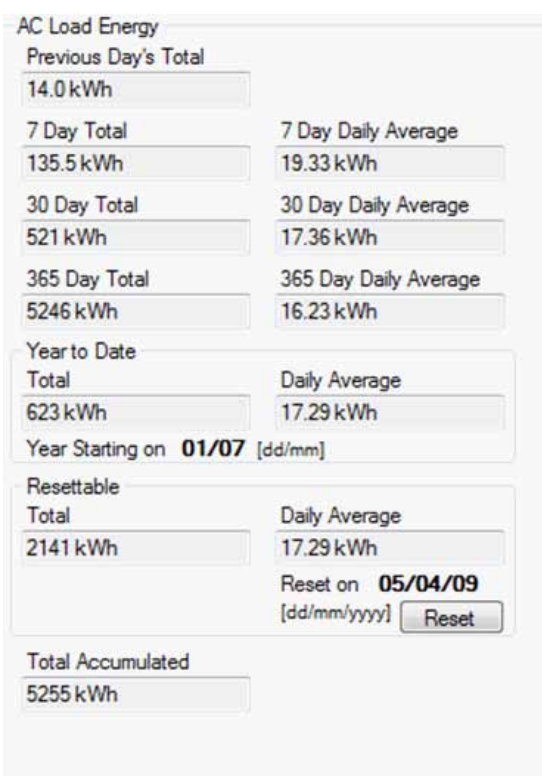 AC Load Energy
Previous Day's Total
14.0 kWh
7 Day Total 7 Day Daily Average
135.5 kWh 19.33 kWh
30 Day Total 30 Day Daily Average
521 kWh 17.36 kWh
365 Day Total 365 Day Daily Average
5246 kWh 16.23 kWh
Year to Date
Total Daily Average
623 kWh 17.29 kWh
Year Starting on 01/07 [dd/mm]
Resettable
Total Daily Average
2141 kWh 17.29 kWh
Reset on 05/04/09
[dd/mm/yyyy] Reset
Total Accumulated
5255 kWh